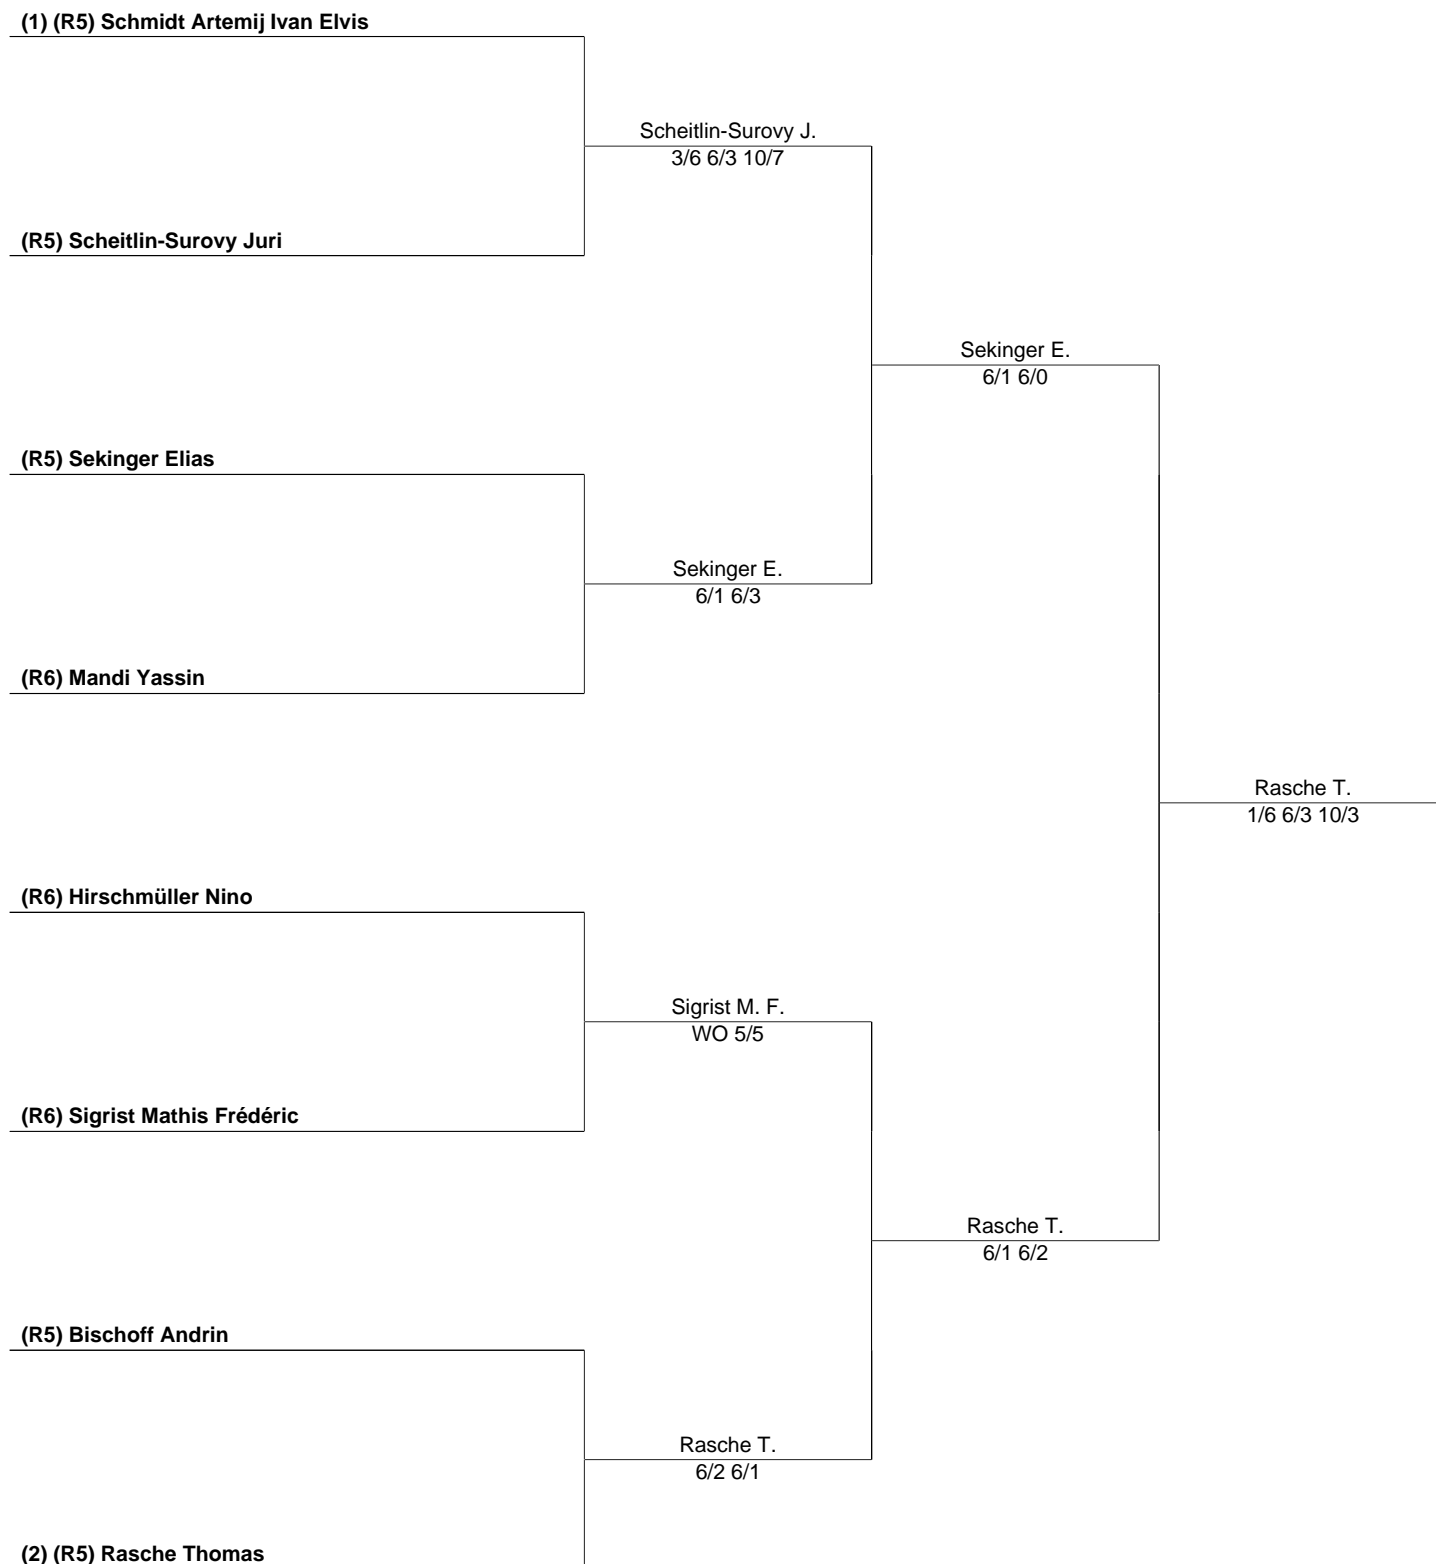 (1) (R5) Schmidt Artemij Ivan Elvis
Scheitlin-Surovy J.
3/6 6/3 10/7
(R5) Scheitlin-Surovy Juri
Sekinger E.
6/1 6/0
(R5) Sekinger Elias
Sekinger E.
6/1 6/3
(R6) Mandi Yassin
Rasche T.
1/6 6/3 10/3
(R6) Hirschmüller Nino
Sigrist M. F.
WO 5/5
(R6) Sigrist Mathis Frédéric
Rasche T.
6/1 6/2
(R5) Bischoff Andrin
Rasche T.
6/2 6/1
(2) (R5) Rasche Thomas